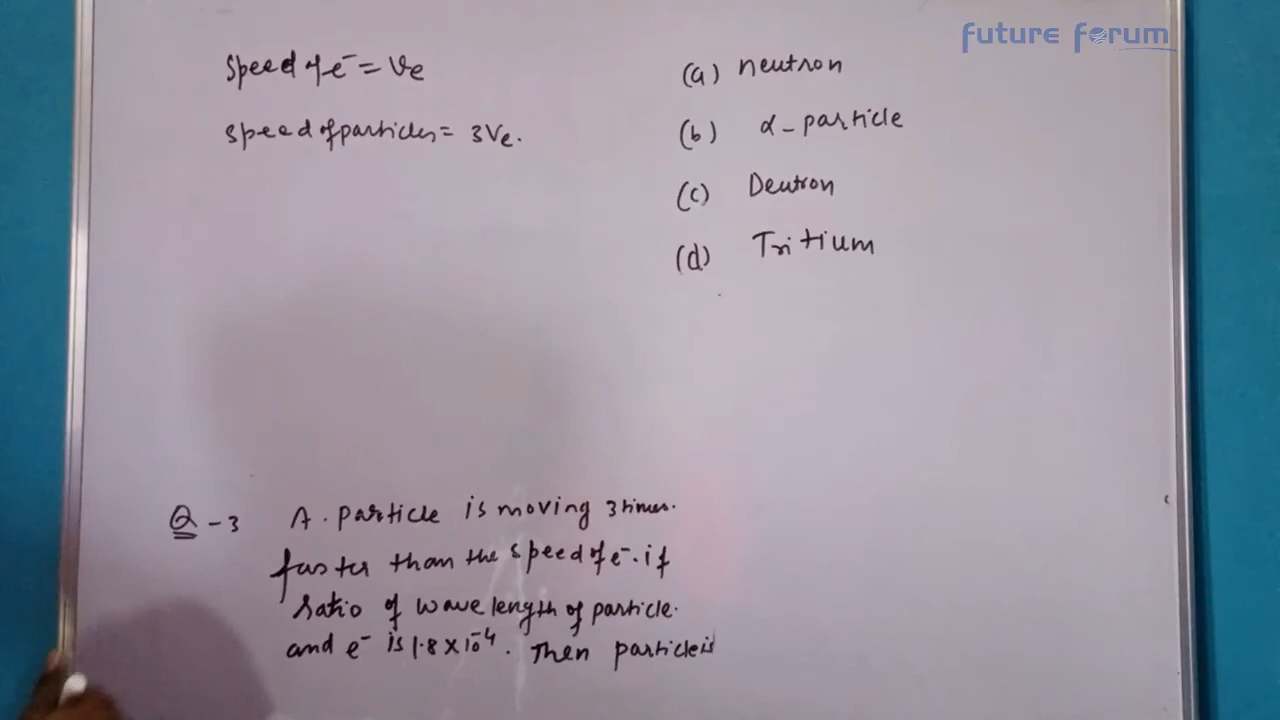 future forum
speed of e⁻ = Ve
speed of particles = 3Ve.
(a) neutron
(b) α - particle
(c) Deutron
(d) Tritium
Q - 3 A. particle is moving 3 times.
faster than the speed of e⁻. if
ratio of wave length of particle.
and e⁻ is 1.8 x 10⁻⁴. Then particle is